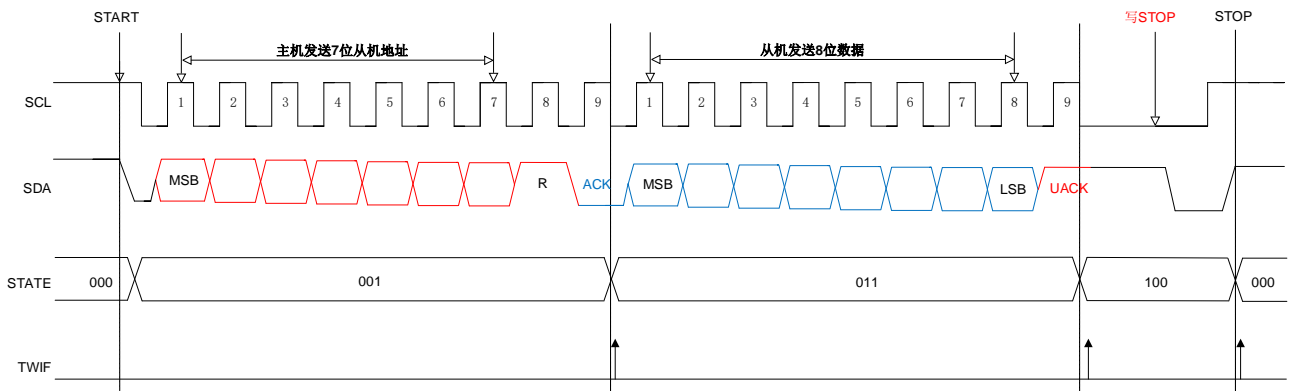 START 写STOP STOP
主机发送7位从机地址 从机发送8位数据
SCL 1 2 3 4 5 6 7 8 9 1 2 3 4 5 6 7 8 9
SDA MSB R ACK MSB LSB UACK
STATE 000 001 011 100 000
TWIF